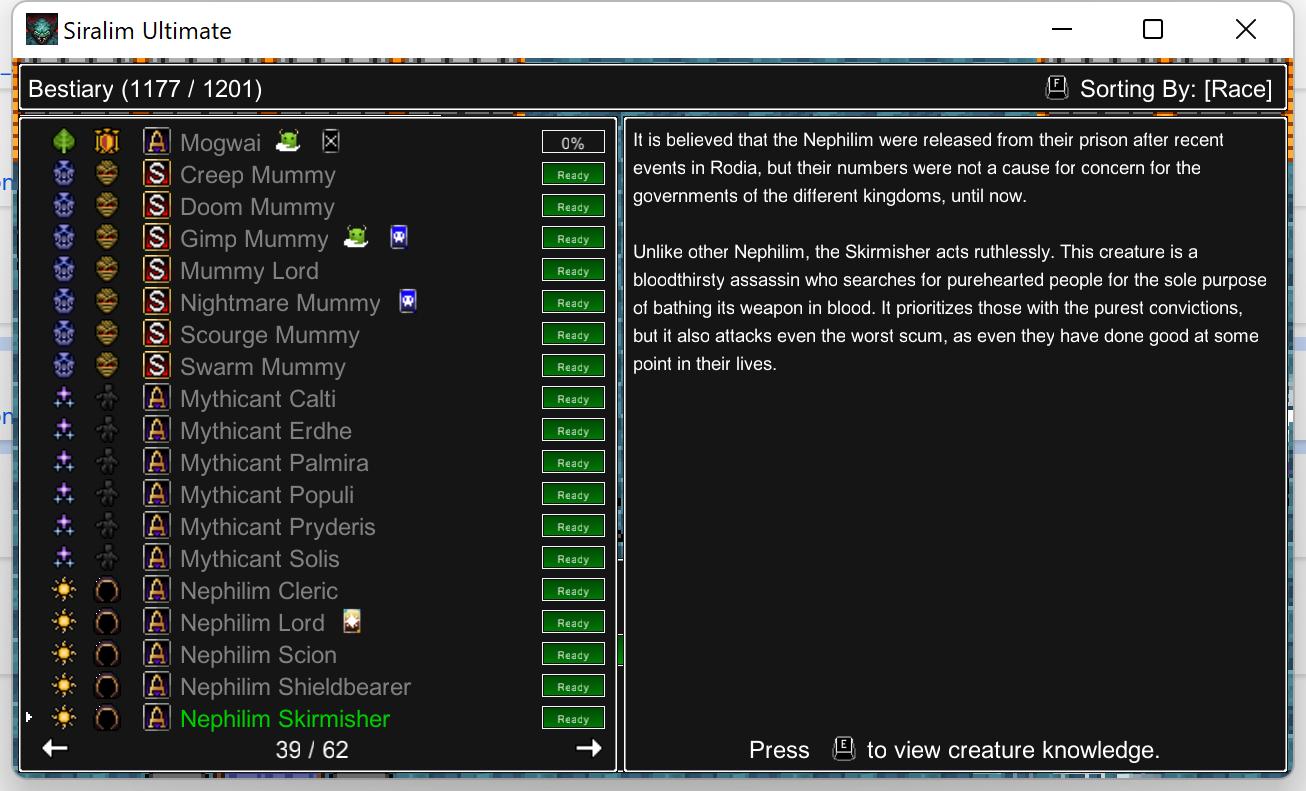 Siralim Ultimate
Bestiary (1177 / 1201)
F Sorting By: [Race]
A Mogwai 0%
S Creep Mummy Ready
S Doom Mummy Ready
S Gimp Mummy Ready
S Mummy Lord Ready
S Nightmare Mummy Ready
S Scourge Mummy Ready
S Swarm Mummy Ready
A Mythicant Calti Ready
A Mythicant Erdhe Ready
A Mythicant Palmira Ready
A Mythicant Populi Ready
A Mythicant Pryderis Ready
A Mythicant Solis Ready
A Nephilim Cleric Ready
A Nephilim Lord Ready
A Nephilim Scion Ready
A Nephilim Shieldbearer Ready
A Nephilim Skirmisher Ready
39 / 62
It is believed that the Nephilim were released from their prison after recent
events in Rodia, but their numbers were not a cause for concern for the
governments of the different kingdoms, until now.
Unlike other Nephilim, the Skirmisher acts ruthlessly. This creature is a
bloodthirsty assassin who searches for purehearted people for the sole purpose
of bathing its weapon in blood. It prioritizes those with the purest convictions,
but it also attacks even the worst scum, as even they have done good at some
point in their lives.
Press E to view creature knowledge.